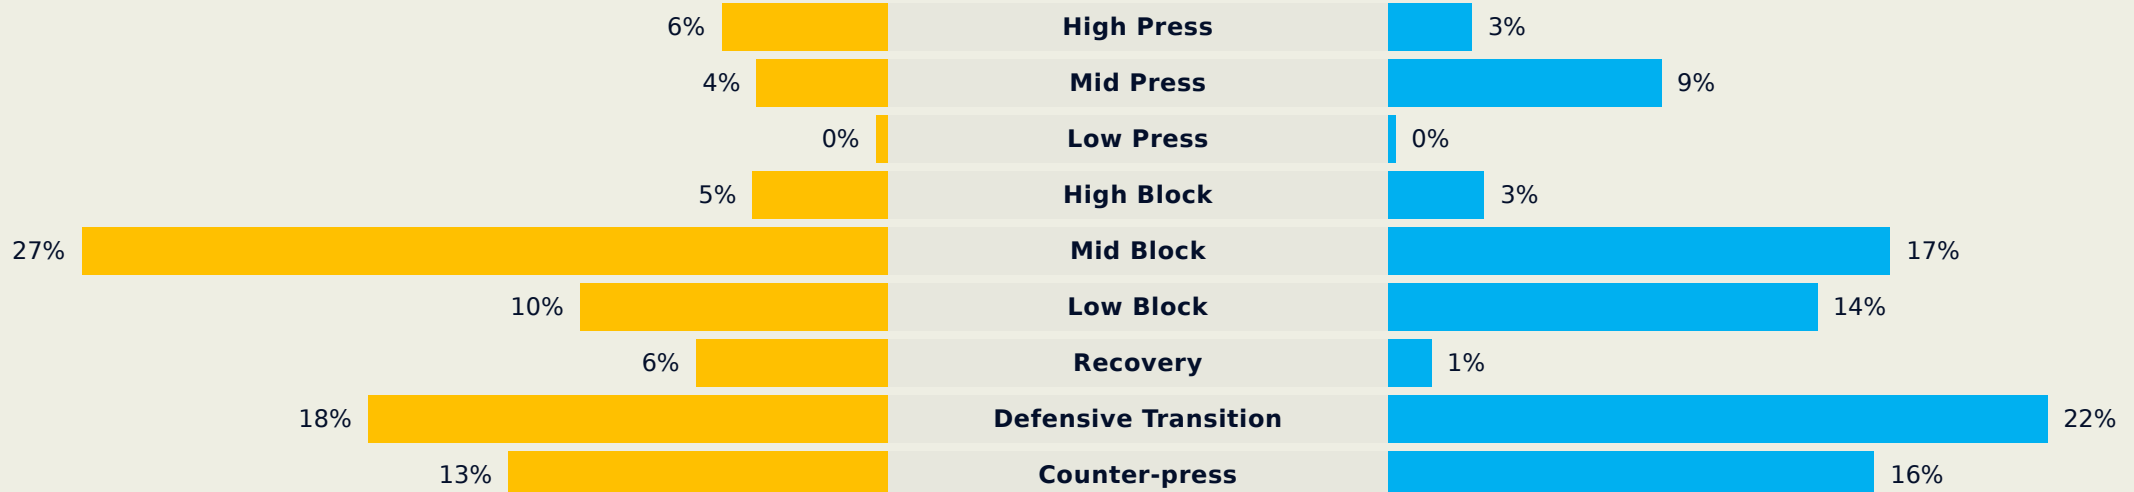 6% High Press 3%
4% Mid Press 9%
0% Low Press 0%
5% High Block 3%
27% Mid Block 17%
10% Low Block 14%
6% Recovery 1%
18% Defensive Transition 22%
13% Counter-press 16%